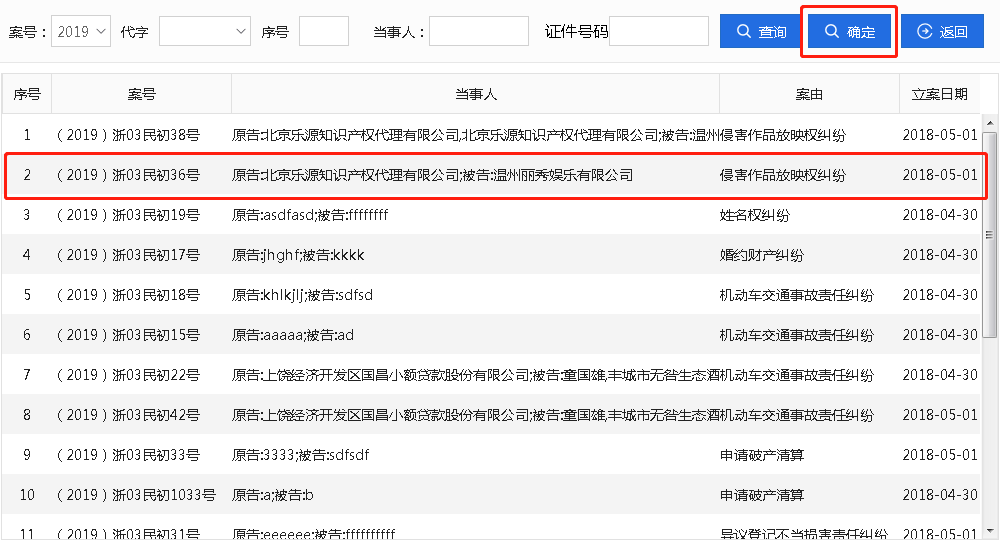 案号： 2019 代字 序号 当事人： 证件号码 查询 确定 返回
序号 案号 当事人 案由 立案日期
1 （2019）浙03民初38号 原告:北京乐源知识产权代理有限公司,北京乐源知识产权代理有限公司;被告:温州 侵害作品放映权纠纷 2018-05-01
2 （2019）浙03民初36号 原告:北京乐源知识产权代理有限公司;被告:温州丽秀娱乐有限公司 侵害作品放映权纠纷 2018-05-01
3 （2019）浙03民初19号 原告:asdfasd;被告:ffffffff 姓名权纠纷 2018-04-30
4 （2019）浙03民初17号 原告:jhghf;被告:kkkk 婚约财产纠纷 2018-04-30
5 （2019）浙03民初18号 原告:khlkjlj;被告:sdfsd 机动车交通事故责任纠纷 2018-04-30
6 （2019）浙03民初15号 原告:aaaaa;被告:ad 机动车交通事故责任纠纷 2018-04-30
7 （2019）浙03民初22号 原告:上饶经济开发区国昌小额贷款股份有限公司;被告:童国雄,丰城市无咎生态酒 机动车交通事故责任纠纷 2018-04-30
8 （2019）浙03民初42号 原告:上饶经济开发区国昌小额贷款股份有限公司;被告:童国雄,丰城市无咎生态酒 机动车交通事故责任纠纷 2018-05-01
9 （2019）浙03民初33号 原告:3333;被告:sdfsdf 申请破产清算 2018-05-01
10 （2019）浙03民初1033号 原告:a;被告:b 申请破产清算 2018-04-30
11 （2019）浙03民初31号 原告:eeeeee;被告:ffffffffff 异议登记不当损害责任纠纷 2018-05-01